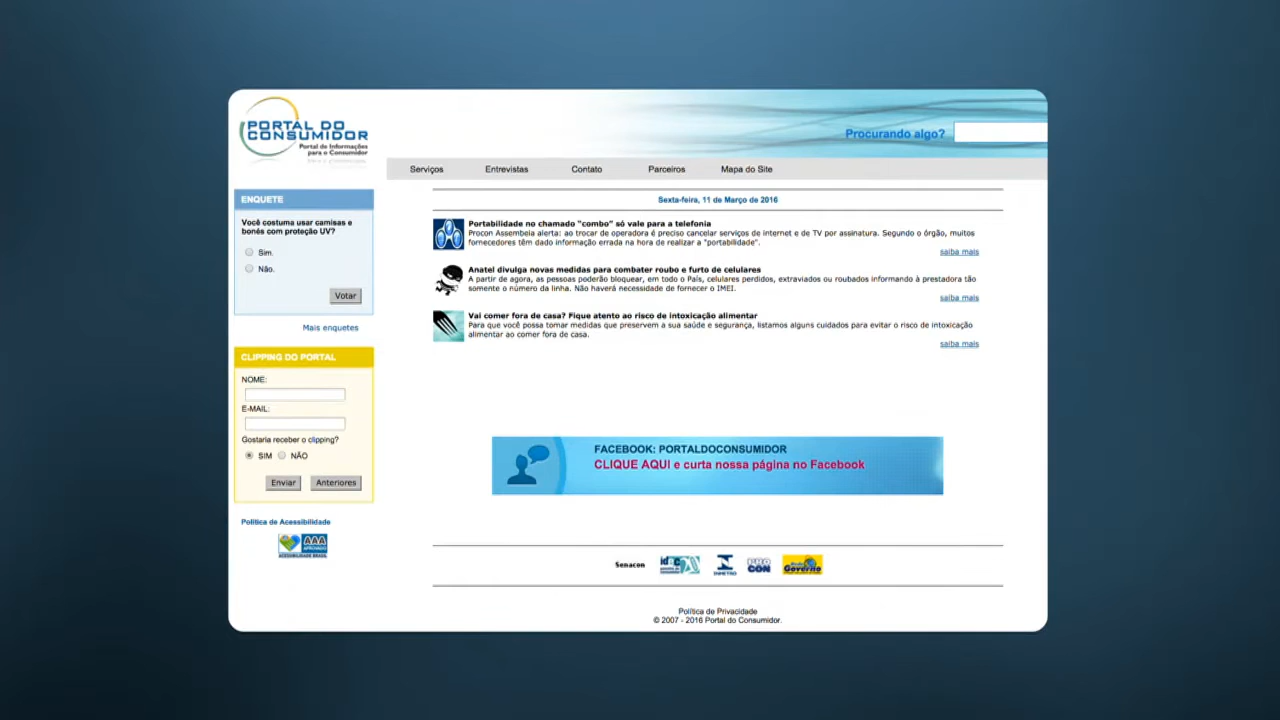 PORTAL DO
CONSUMIDOR
Portal de Informações
para o Consumidor
Procurando algo?
Serviços Entrevistas Contato Parceiros Mapa do Site
ENQUETE
Você costuma usar camisas e
bonés com proteção UV?
Sim.
Não.
Votar
Mais enquetes
CLIPPING DO PORTAL
NOME:
E-MAIL:
Gostaria receber o clipping?
SIM NÃO
Enviar Anteriores
Política de Acessibilidade
AAA
APROVADO
ACESSIBILIDADE BRASIL
Sexta-feira, 11 de Março de 2016
Portabilidade no chamado "combo" só vale para a telefonia
Procon Assembeia alerta: ao trocar de operadora é preciso cancelar serviços de internet e de TV por assinatura. Segundo o órgão, muitos
fornecedores têm dado informação errada na hora de realizar a "portabilidade".
saiba mais
Anatel divulga novas medidas para combater roubo e furto de celulares
A partir de agora, as pessoas poderão bloquear, em todo o País, celulares perdidos, extraviados ou roubados informando à prestadora tão
somente o número da linha. Não haverá necessidade de fornecer o IMEI.
saiba mais
Vai comer fora de casa? Fique atento ao risco de intoxicação alimentar
Para que você possa tomar medidas que preservem a sua saúde e segurança, listamos alguns cuidados para evitar o risco de intoxicação
alimentar ao comer fora de casa.
saiba mais
FACEBOOK: PORTALDOCONSUMIDOR
CLIQUE AQUI e curta nossa página no Facebook
Senacon idec INMETRO PROCON Governo
Política de Privacidade
© 2007 - 2016 Portal do Consumidor.